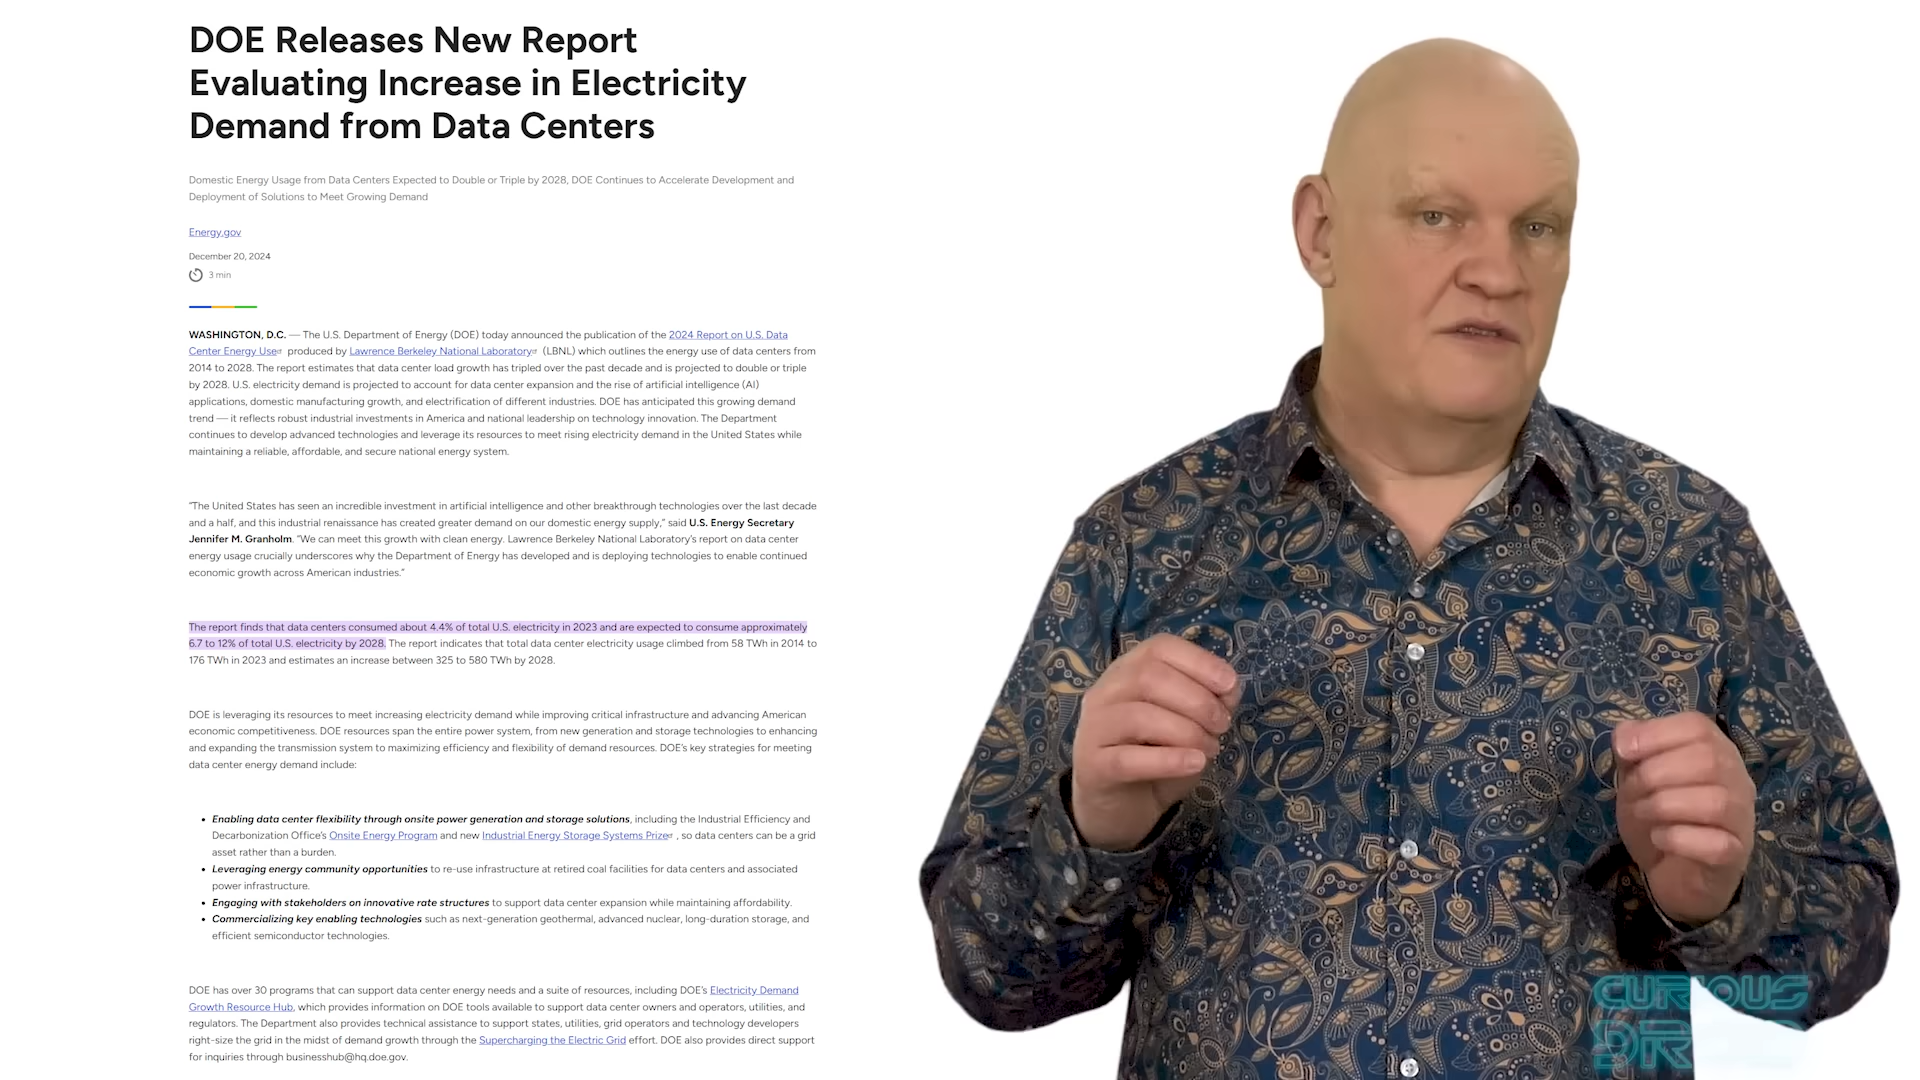 DOE Releases New Report
Evaluating Increase in Electricity
Demand from Data Centers
Domestic Energy Usage from Data Centers Expected to Double or Triple by 2028, DOE Continues to Accelerate Development and
Deployment of Solutions to Meet Growing Demand
Energy.gov
December 20, 2024
3 min
WASHINGTON, D.C. — The U.S. Department of Energy (DOE) today announced the publication of the 2024 Report on U.S. Data
Center Energy Use produced by Lawrence Berkeley National Laboratory (LBNL) which outlines the energy use of data centers from
2014 to 2028. The report estimates that data center load growth has tripled over the past decade and is projected to double or triple
by 2028. U.S. electricity demand is projected to account for data center expansion and the rise of artificial intelligence (AI)
applications, domestic manufacturing growth, and electrification of different industries. DOE has anticipated this growing demand
trend — it reflects robust industrial investments in America and national leadership on technology innovation. The Department
continues to develop advanced technologies and leverage its resources to meet rising electricity demand in the United States while
maintaining a reliable, affordable, and secure national energy system.
“The United States has seen an incredible investment in artificial intelligence and other breakthrough technologies over the last decade
and a half, and this industrial renaissance has created greater demand on our domestic energy supply,” said U.S. Energy Secretary
Jennifer M. Granholm. “We can meet this growth with clean energy. Lawrence Berkeley National Laboratory’s report on data center
energy usage crucially underscores why the Department of Energy has developed and is deploying technologies to enable continued
economic growth across American industries.”
The report finds that data centers consumed about 4.4% of total U.S. electricity in 2023 and are expected to consume approximately
6.7 to 12% of total U.S. electricity by 2028. The report indicates that total data center electricity usage climbed from 58 TWh in 2014 to
176 TWh in 2023 and estimates an increase between 325 to 580 TWh by 2028.
DOE is leveraging its resources to meet increasing electricity demand while improving critical infrastructure and advancing American
economic competitiveness. DOE resources span the entire power system, from new generation and storage technologies to enhancing
and expanding the transmission system to maximizing efficiency and flexibility of demand resources. DOE’s key strategies for meeting
data center energy demand include:
• Enabling data center flexibility through onsite power generation and storage solutions, including the Industrial Efficiency and
Decarbonization Office’s Onsite Energy Program and new Industrial Energy Storage Systems Prize , so data centers can be a grid
asset rather than a burden.
• Leveraging energy community opportunities to re-use infrastructure at retired coal facilities for data centers and associated
power infrastructure.
• Engaging with stakeholders on innovative rate structures to support data center expansion while maintaining affordability.
• Commercializing key enabling technologies such as next-generation geothermal, advanced nuclear, long-duration storage, and
efficient semiconductor technologies.
DOE has over 30 programs that can support data center energy needs and a suite of resources, including DOE’s Electricity Demand
Growth Resource Hub, which provides information on DOE tools available to support data center owners and operators, utilities, and
regulators. The Department also provides technical assistance to support states, utilities, grid operators and technology developers
right-size the grid in the midst of demand growth through the Supercharging the Electric Grid effort. DOE also provides direct support
for inquiries through businesshub@hq.doe.gov.
CURIOUS